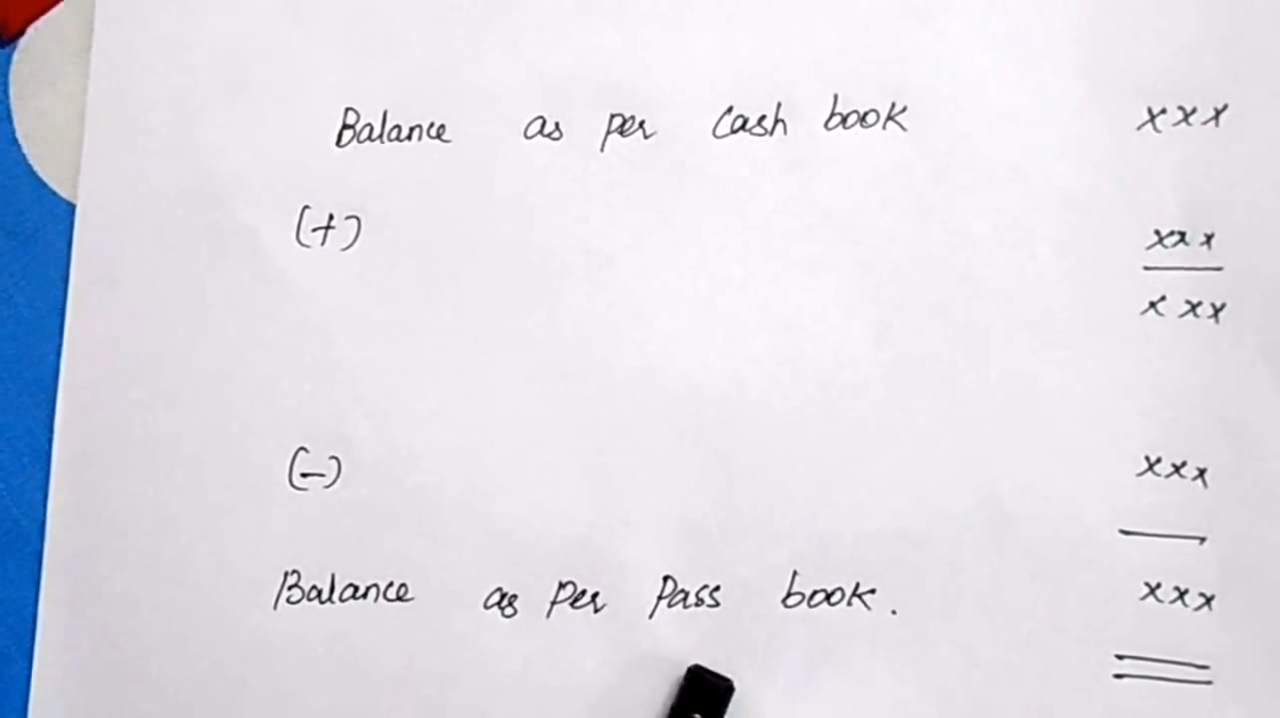 Balance as per Cash book xxx
(+) xxx
xxx
(-) xxx
Balance as Per Pass book. xxx